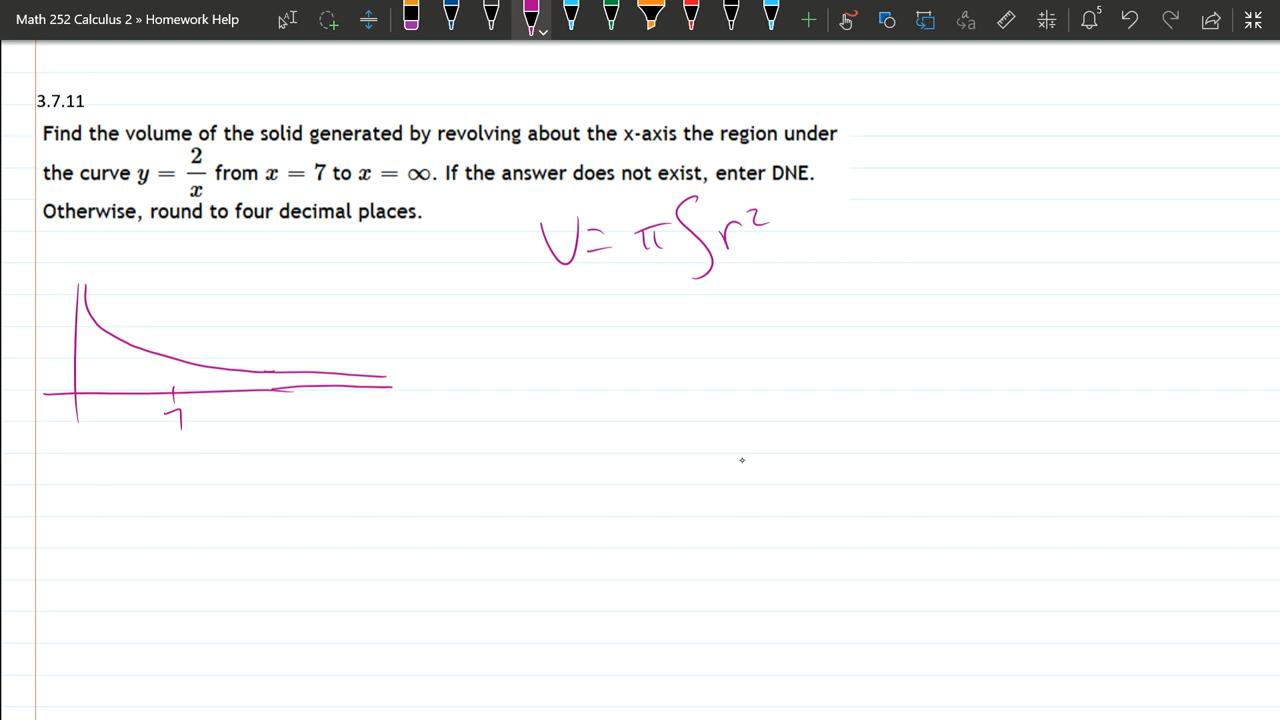 Math 252 Calculus 2 » Homework Help
5
3.7.11
Find the volume of the solid generated by revolving about the x-axis the region under
the curve y = 2/x from x = 7 to x = ∞. If the answer does not exist, enter DNE.
Otherwise, round to four decimal places.
V = π∫r²
7